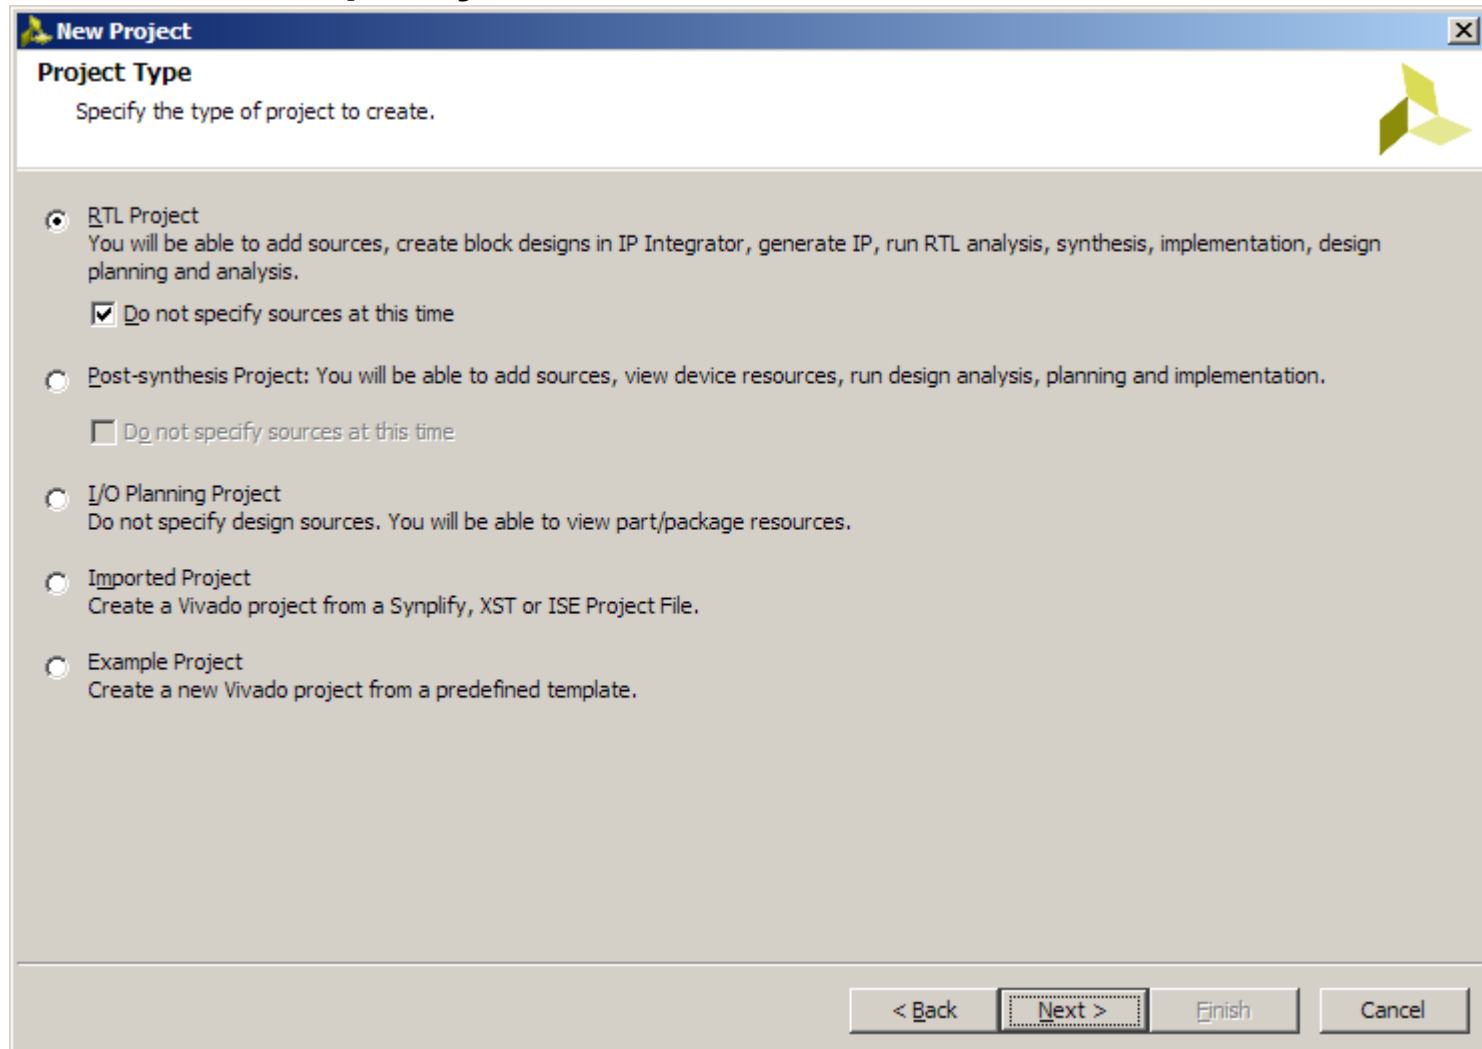 New Project
Project Type
Specify the type of project to create.
RTL Project
You will be able to add sources, create block designs in IP Integrator, generate IP, run RTL analysis, synthesis, implementation, design
planning and analysis.
Do not specify sources at this time
Post-synthesis Project: You will be able to add sources, view device resources, run design analysis, planning and implementation.
Do not specify sources at this time
I/O Planning Project
Do not specify design sources. You will be able to view part/package resources.
Imported Project
Create a Vivado project from a Synplify, XST or ISE Project File.
Example Project
Create a new Vivado project from a predefined template.
< Back Next > Finish Cancel